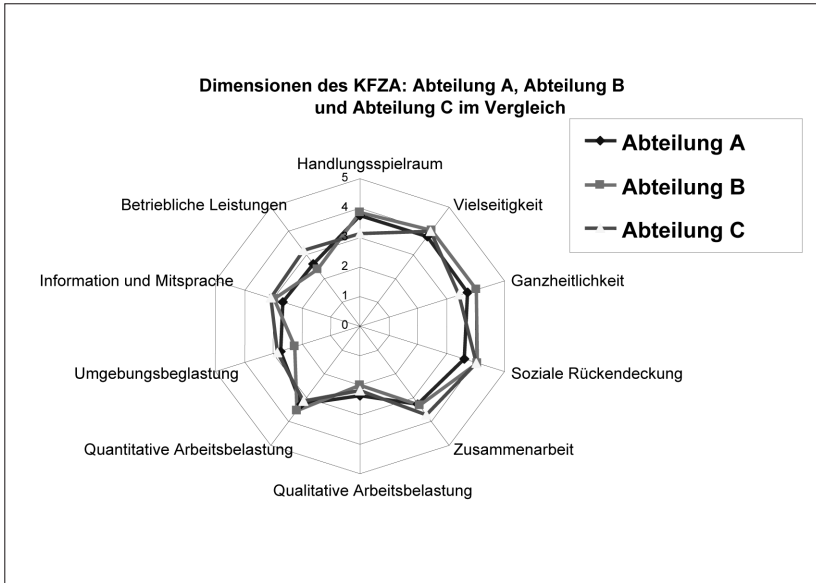 Dimensionen des KFZA: Abteilung A, Abteilung B
und Abteilung C im Vergleich
Abteilung A
Abteilung B
Abteilung C
Handlungsspielraum
Vielseitigkeit
Ganzheitlichkeit
Soziale Rückendeckung
Zusammenarbeit
Qualitative Arbeitsbelastung
Quantitative Arbeitsbelastung
Umgebungsbeglastung
Information und Mitsprache
Betriebliche Leistungen
5
4
3
2
1
0